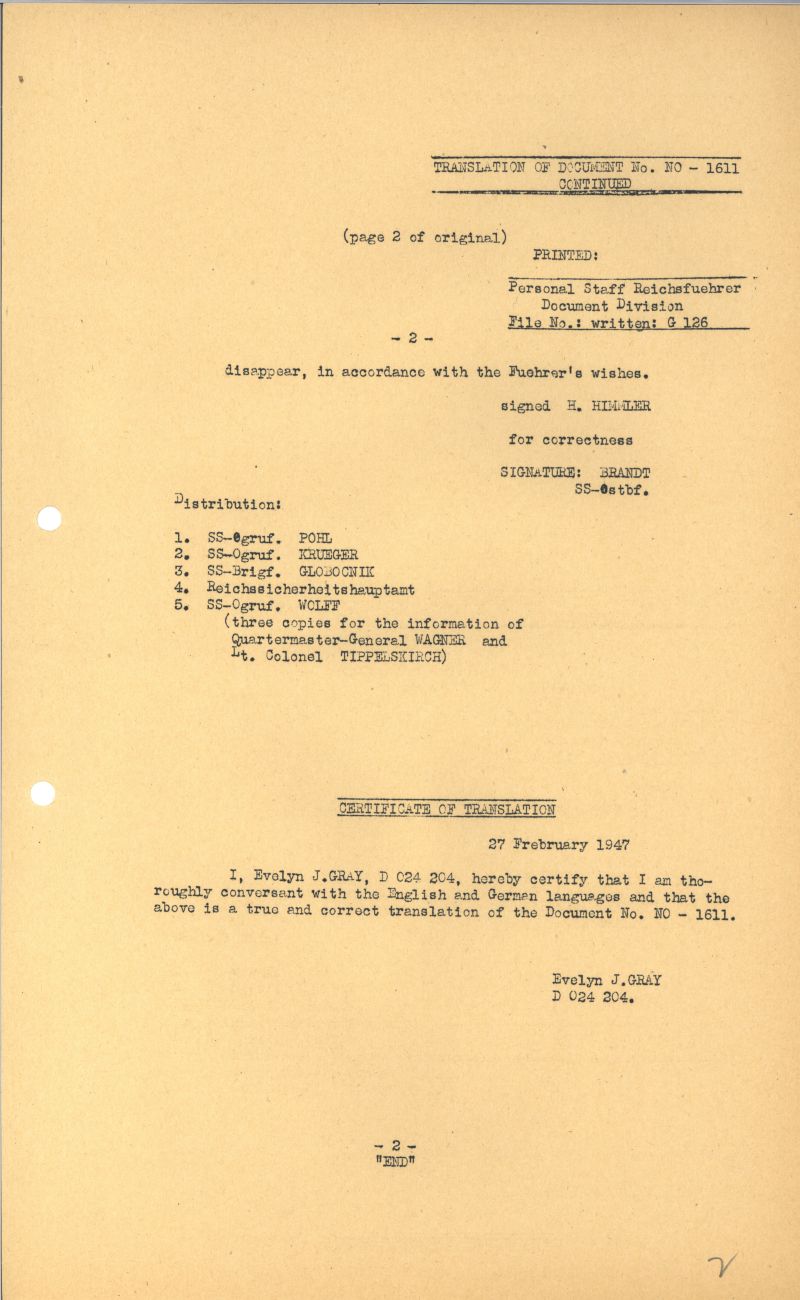 TRANSLATION OF DOCUMENT No. NO - 1611
CONTINUED
(page 2 of original)
PRINTED:
Personal Staff Reichsfuehrer
Document Division
File No.: written: G 126
- 2 -
disappear, in accordance with the Fuehrer's wishes.
signed H. HIMMLER
for correctness
SIGNATURE: BRANDT
SS-Ostbf.
Distribution:
1. SS-Ogruf. POHL
2. SS-Ogruf. KRUEGER
3. SS-Brigf. GLOBOCNIK
4. Reichssicherheitshauptamt
5. SS-Ogruf. WOLFF
(three copies for the information of
Quartermaster-General WAGNER and
Lt. Colonel TIPPELSKIRCH)
CERTIFICATE OF TRANSLATION
27 Frebruary 1947
I, Evelyn J.GRAY, D 024 204, hereby certify that I am tho-
roughly conversant with the English and German languages and that the
above is a true and correct translation of the Document No. NO - 1611.
Evelyn J.GRAY
D 024 204.
- 2 -
"END"
2